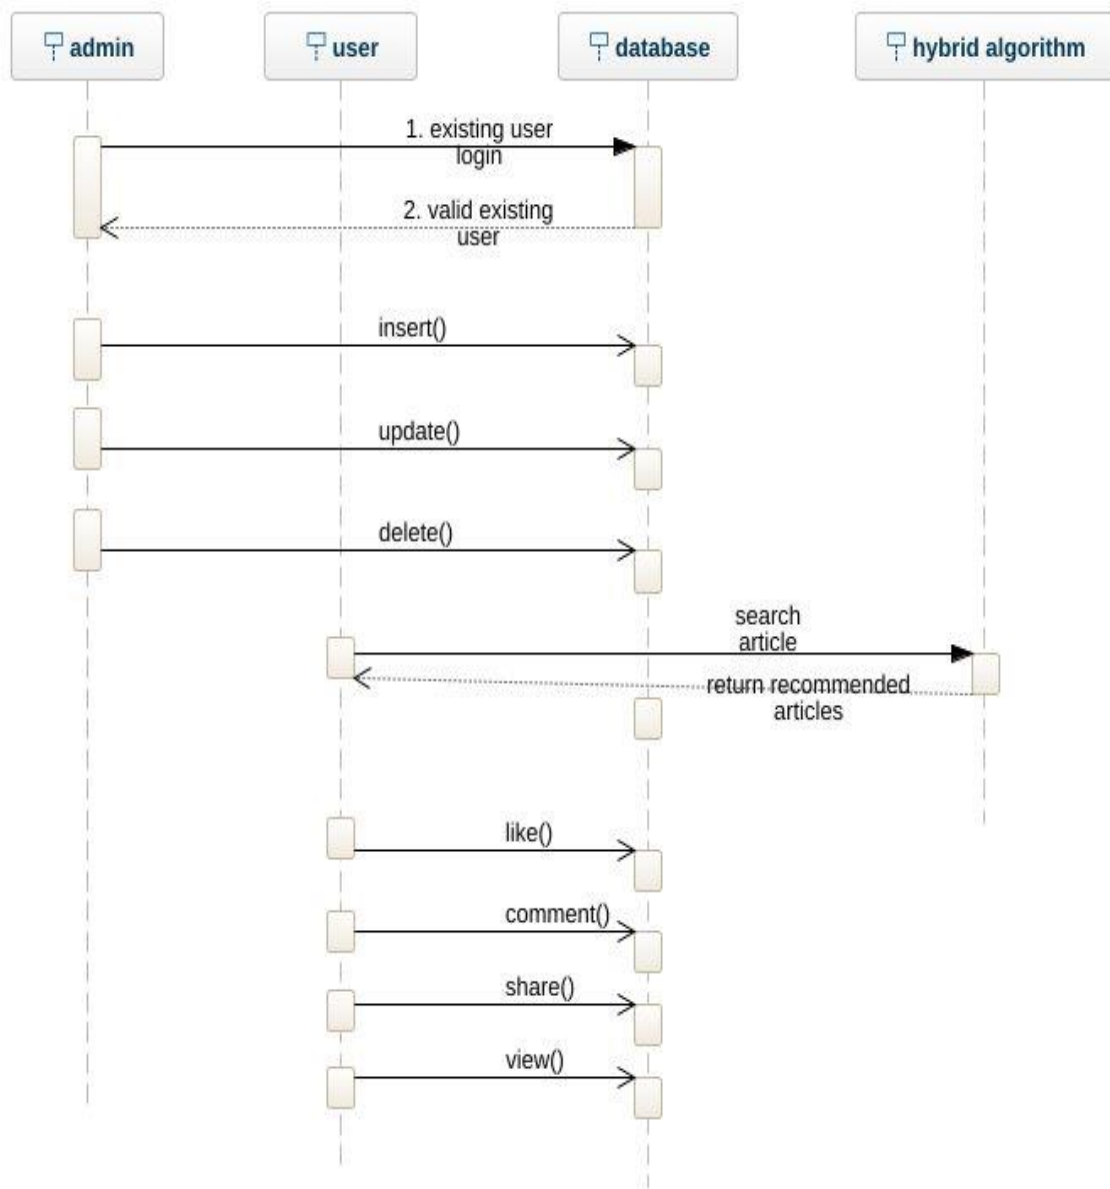 admin
user
database
hybrid algorithm
1. existing user
login
2. valid existing
user
insert()
update()
delete()
search
article
return recommended
articles
like()
comment()
share()
view()